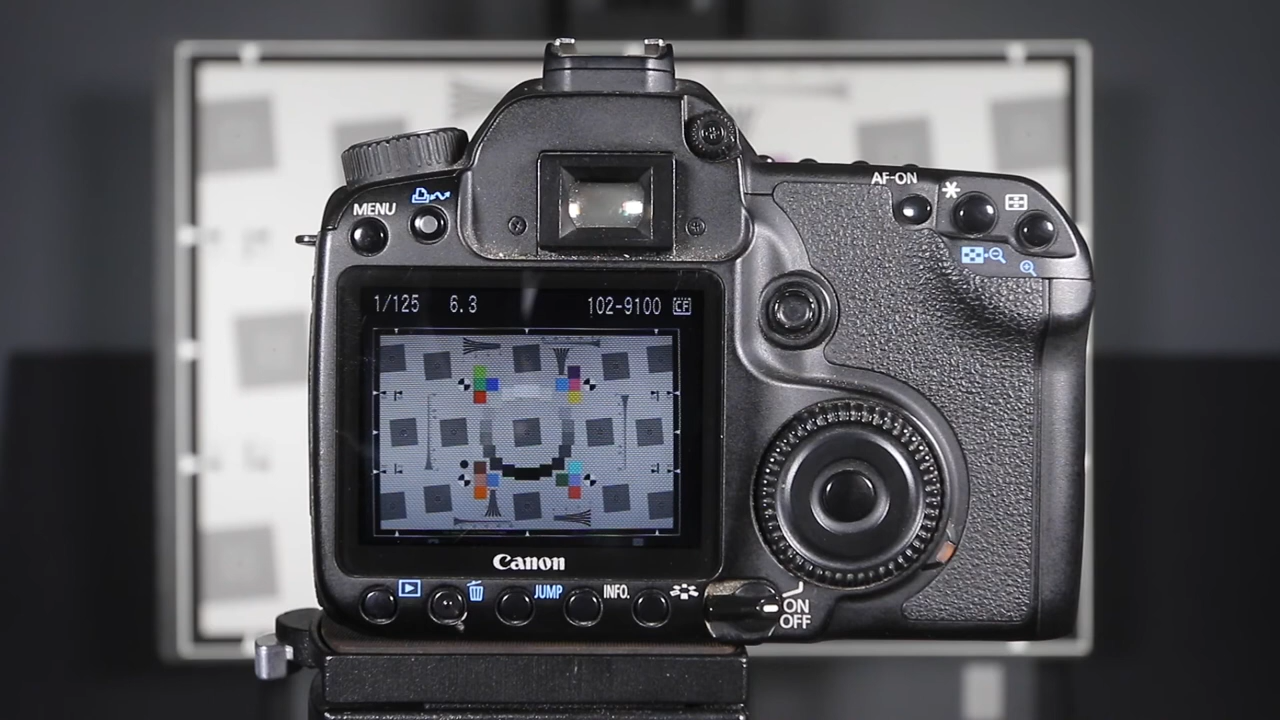 AF-ON
MENU
1/125 6.3 102-9100 CF
Canon
JUMP INFO.
ON
OFF